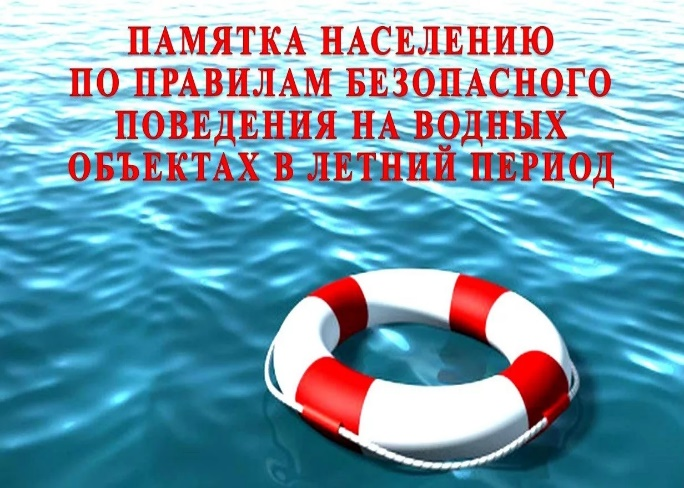 ПАМЯТКА НАСЕЛЕНИЮ
ПО ПРАВИЛАМ БЕЗОПАСНОГО
ПОВЕДЕНИЯ НА ВОДНЫХ
ОБЪЕКТАХ В ЛЕТНИЙ ПЕРИОД